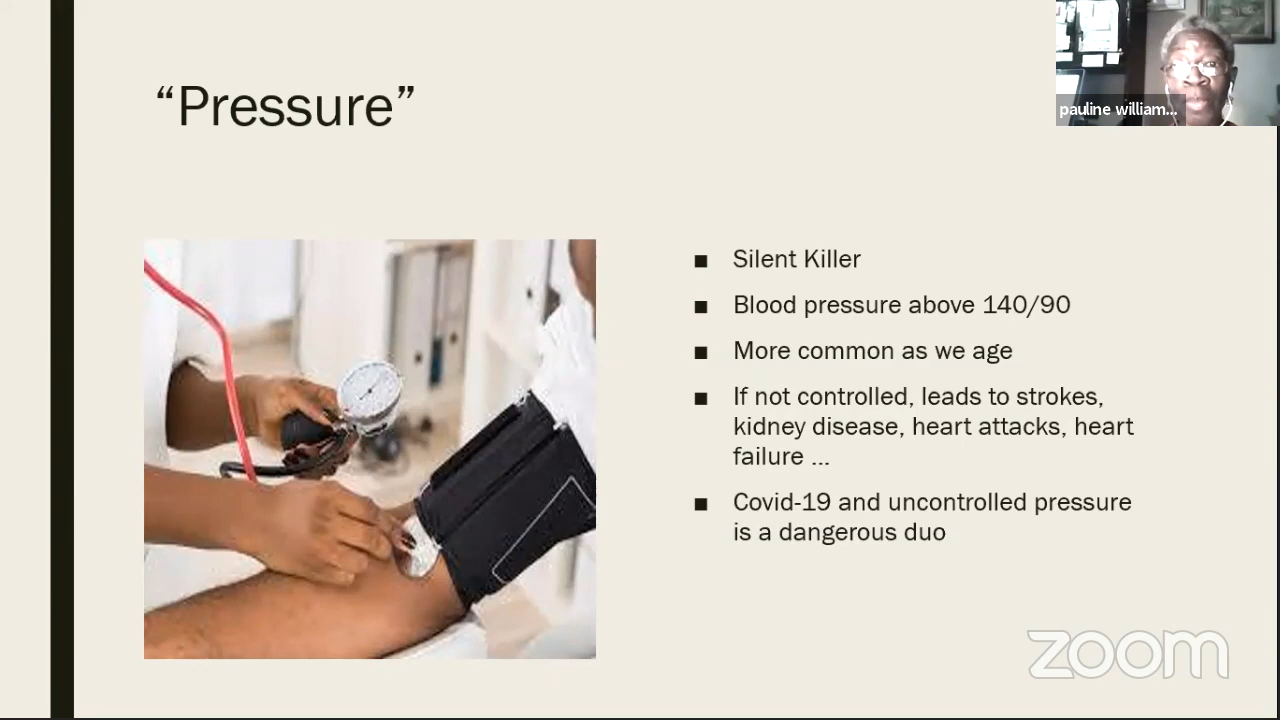 “Pressure”
pauline william...
■ Silent Killer
■ Blood pressure above 140/90
■ More common as we age
■ If not controlled, leads to strokes,
kidney disease, heart attacks, heart
failure ...
■ Covid-19 and uncontrolled pressure
is a dangerous duo
zoom